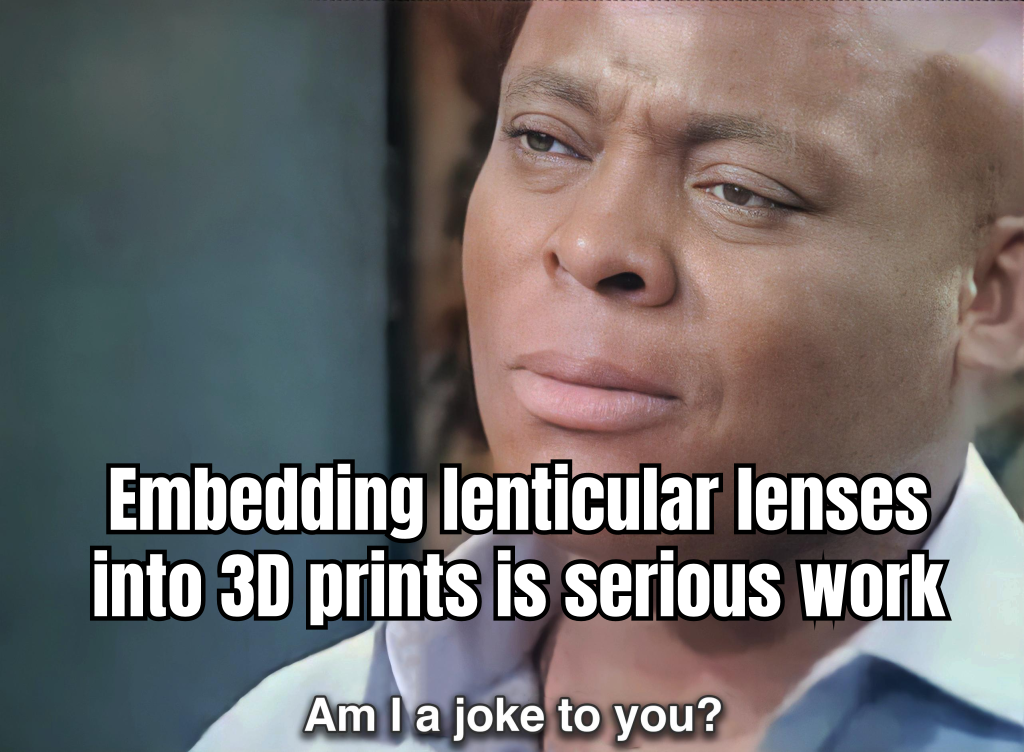 Embedding lenticular lenses
into 3D prints is serious work
Am I a joke to you?